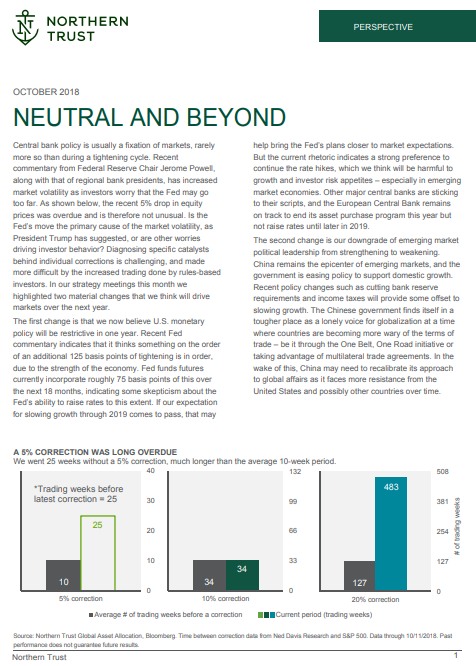 NORTHERN
TRUST
PERSPECTIVE
OCTOBER 2018
NEUTRAL AND BEYOND
Central bank policy is usually a fixation of markets, rarely
more so than during a tightening cycle. Recent
commentary from Federal Reserve Chair Jerome Powell,
along with that of regional bank presidents, has increased
market volatility as investors worry that the Fed may go
too far. As shown below, the recent 5% drop in equity
prices was overdue and is therefore not unusual. Is the
Fed's move the primary cause of the market volatility, as
President Trump has suggested, or are other worries
driving investor behavior? Diagnosing specific catalysts
behind individual corrections is challenging, and made
more difficult by the increased trading done by rules-based
investors. In our strategy meetings this month we
highlighted two material changes that we think will drive
markets over the next year.
The first change is that we now believe U.S. monetary
policy will be restrictive in one year. Recent Fed
commentary indicates that it thinks something on the order
of an additional 125 basis points of tightening is in order,
due to the strength of the economy. Fed funds futures
currently incorporate roughly 75 basis points of this over
the next 18 months, indicating some skepticism about the
Fed's ability to raise rates to this extent. If our expectation
for slowing growth through 2019 comes to pass, that may
help bring the Fed's plans closer to market expectations.
But the current rhetoric indicates a strong preference to
continue the rate hikes, which we think will be harmful to
growth and investor risk appetites – especially in emerging
market economies. Other major central banks are sticking
to their scripts, and the European Central Bank remains
on track to end its asset purchase program this year but
not raise rates until later in 2019.
The second change is our downgrade of emerging market
political leadership from strengthening to weakening.
China remains the epicenter of emerging markets, and the
government is easing policy to support domestic growth.
Recent policy changes such as cutting bank reserve
requirements and income taxes will provide some offset to
slowing growth. The Chinese government finds itself in a
tougher place as a lonely voice for globalization at a time
where countries are becoming more wary of the terms of
trade – be it through the One Belt, One Road initiative or
taking advantage of multilateral trade agreements. In the
wake of this, China may need to recalibrate its approach
to global affairs as it faces more resistance from the
United States and possibly other countries over time.
A 5% CORRECTION WAS LONG OVERDUE
We went 25 weeks without a 5% correction, much longer than the average 10-week period.
*Trading weeks before
latest correction = 25
40
30
20
10
0
10
25
5% correction
132
99
66
33
0
34
34
10% correction
508
381
254
127
0
127
483
20% correction
# of trading weeks
Average # of trading weeks before a correction
Current period (trading weeks)
Source: Northern Trust Global Asset Allocation, Bloomberg. Time between correction data from Ned Davis Research and S&P 500. Data through 10/11/2018. Past
performance does not guarantee future results.
Northern Trust
1